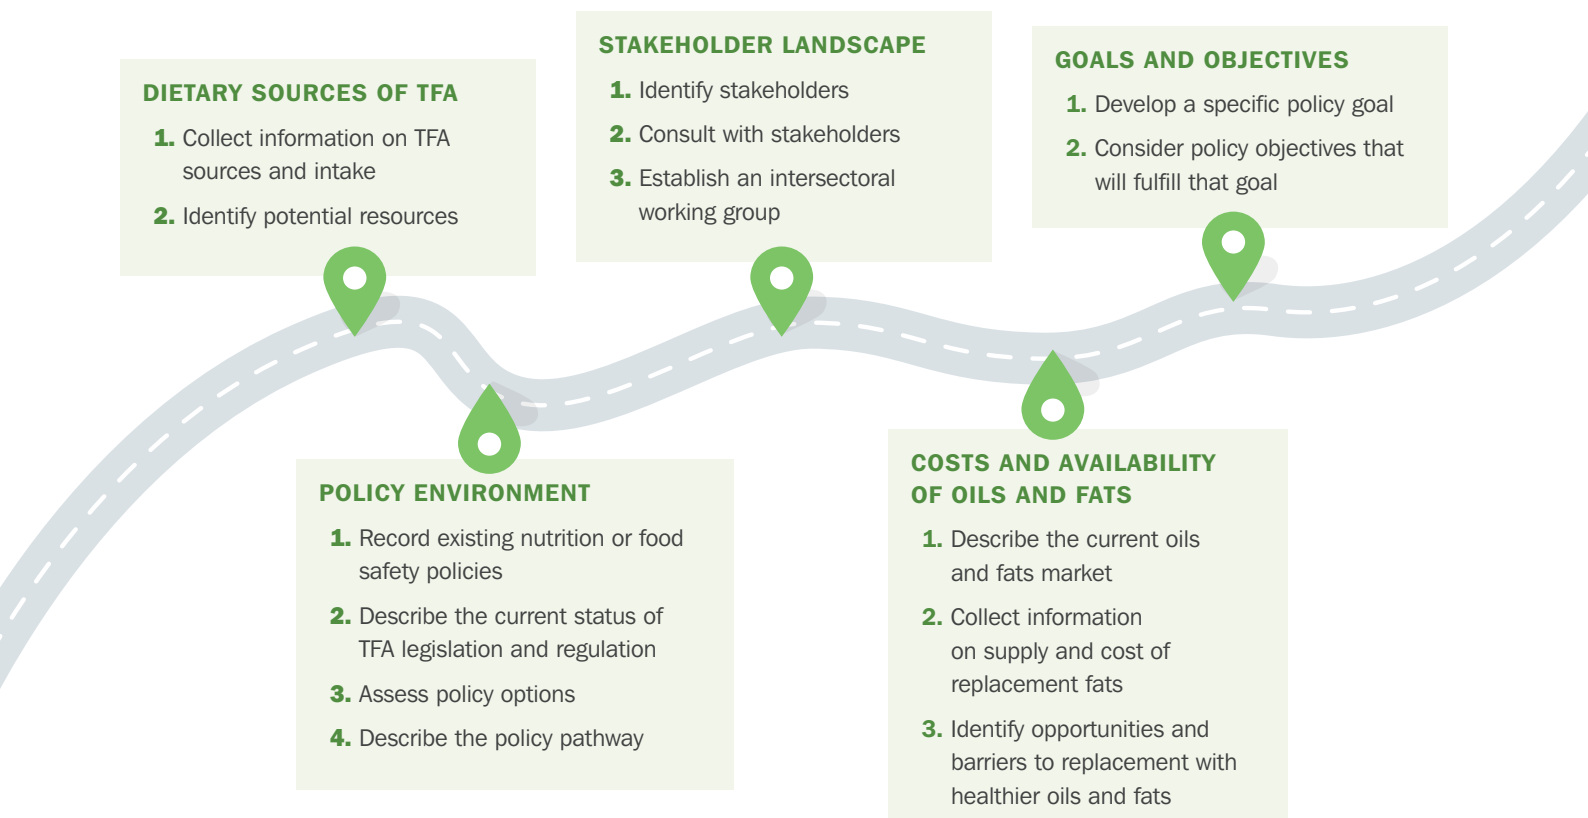 DIETARY SOURCES OF TFA
1. Collect information on TFA
sources and intake
2. Identify potential resources
POLICY ENVIRONMENT
1. Record existing nutrition or food
safety policies
2. Describe the current status of
TFA legislation and regulation
3. Assess policy options
4. Describe the policy pathway
STAKEHOLDER LANDSCAPE
1. Identify stakeholders
2. Consult with stakeholders
3. Establish an intersectoral
working group
COSTS AND AVAILABILITY
OF OILS AND FATS
1. Describe the current oils
and fats market
2. Collect information
on supply and cost of
replacement fats
3. Identify opportunities and
barriers to replacement with
healthier oils and fats
GOALS AND OBJECTIVES
1. Develop a specific policy goal
2. Consider policy objectives that
will fulfill that goal